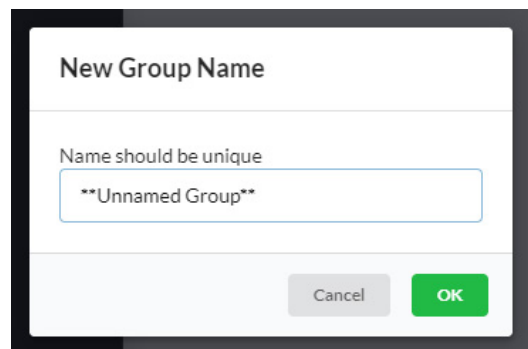 New Group Name
Name should be unique
**Unnamed Group**
Cancel
OK